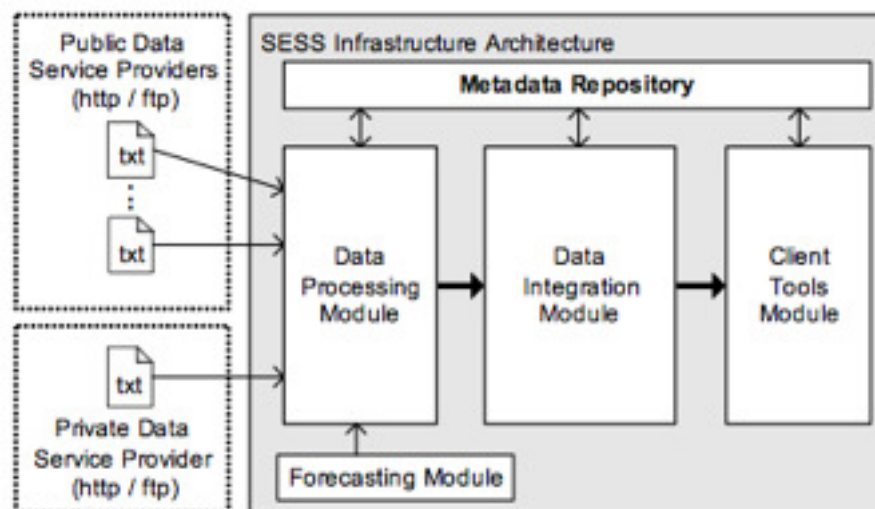 Public Data
Service Providers
(http / ftp)
txt
txt
txt
Private Data
Service Provider
(http / ftp)
SESS Infrastructure Architecture
Metadata Repository
Data
Processing
Module
Data
Integration
Module
Client
Tools
Module
Forecasting Module